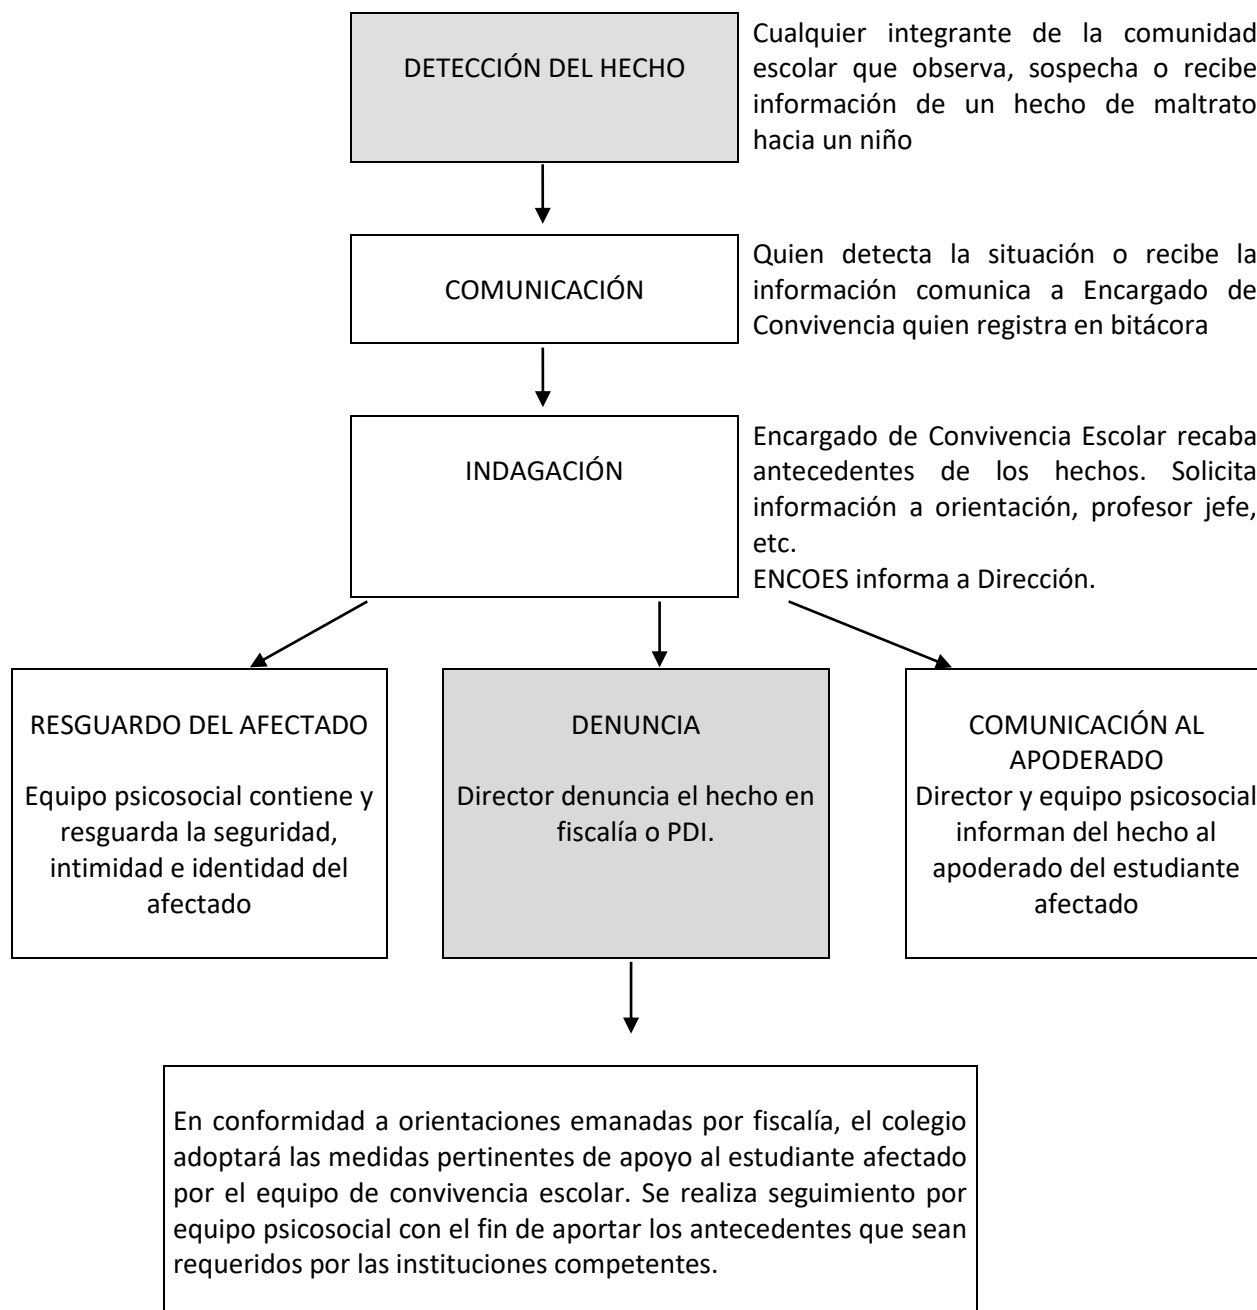 DETECCIÓN DEL HECHO
Cualquier integrante de la comunidad
escolar que observa, sospecha o recibe
información de un hecho de maltrato
hacia un niño
COMUNICACIÓN
Quien detecta la situación o recibe la
información comunica a Encargado de
Convivencia quien registra en bitácora
INDAGACIÓN
Encargado de Convivencia Escolar recaba
antecedentes de los hechos. Solicita
información a orientación, profesor jefe,
etc.
ENCOES informa a Dirección.
RESGUARDO DEL AFECTADO
Equipo psicosocial contiene y
resguarda la seguridad,
intimidad e identidad del
afectado
DENUNCIA
Director denuncia el hecho en
fiscalía o PDI.
COMUNICACIÓN AL
APODERADO
Director y equipo psicosocial
informan del hecho al
apoderado del estudiante
afectado
En conformidad a orientaciones emanadas por fiscalía, el colegio
adoptará las medidas pertinentes de apoyo al estudiante afectado
por el equipo de convivencia escolar. Se realiza seguimiento por
equipo psicosocial con el fin de aportar los antecedentes que sean
requeridos por las instituciones competentes.